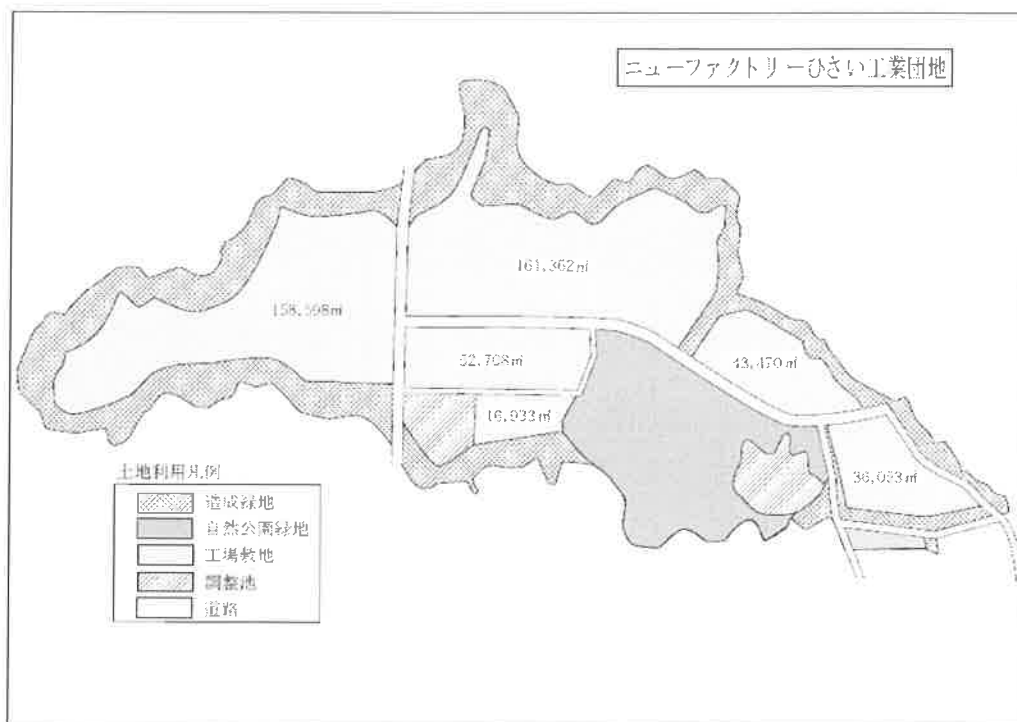 ニューファクトリーひさい工業団地
161,362㎡
158,598㎡
52,708㎡
43,470㎡
16,933㎡
土地利用凡例
造成緑地
自然公園緑地
工場敷地
調整池
道路